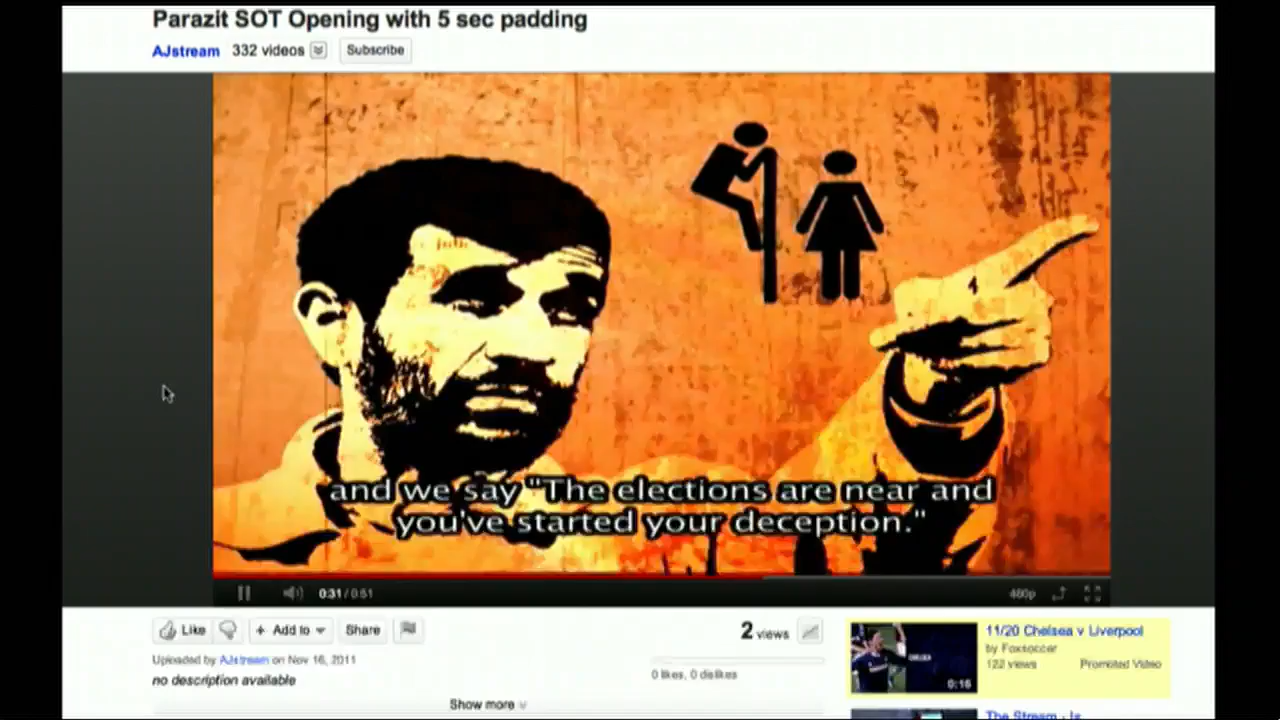 Parazit SOT Opening with 5 sec padding
AJstream 332 videos Subscribe
and we say "The elections are near and
you've started your deception."
0:31 / 0:51
480p
Like + Add to Share
2 views
Uploaded by AJstream on Nov 16, 2011
no description available
0 likes, 0 dislikes
Show more
11/20 Chelsea v Liverpool
by Foxsoccer
122 views Promoted Video
0:16
The Stream - Is